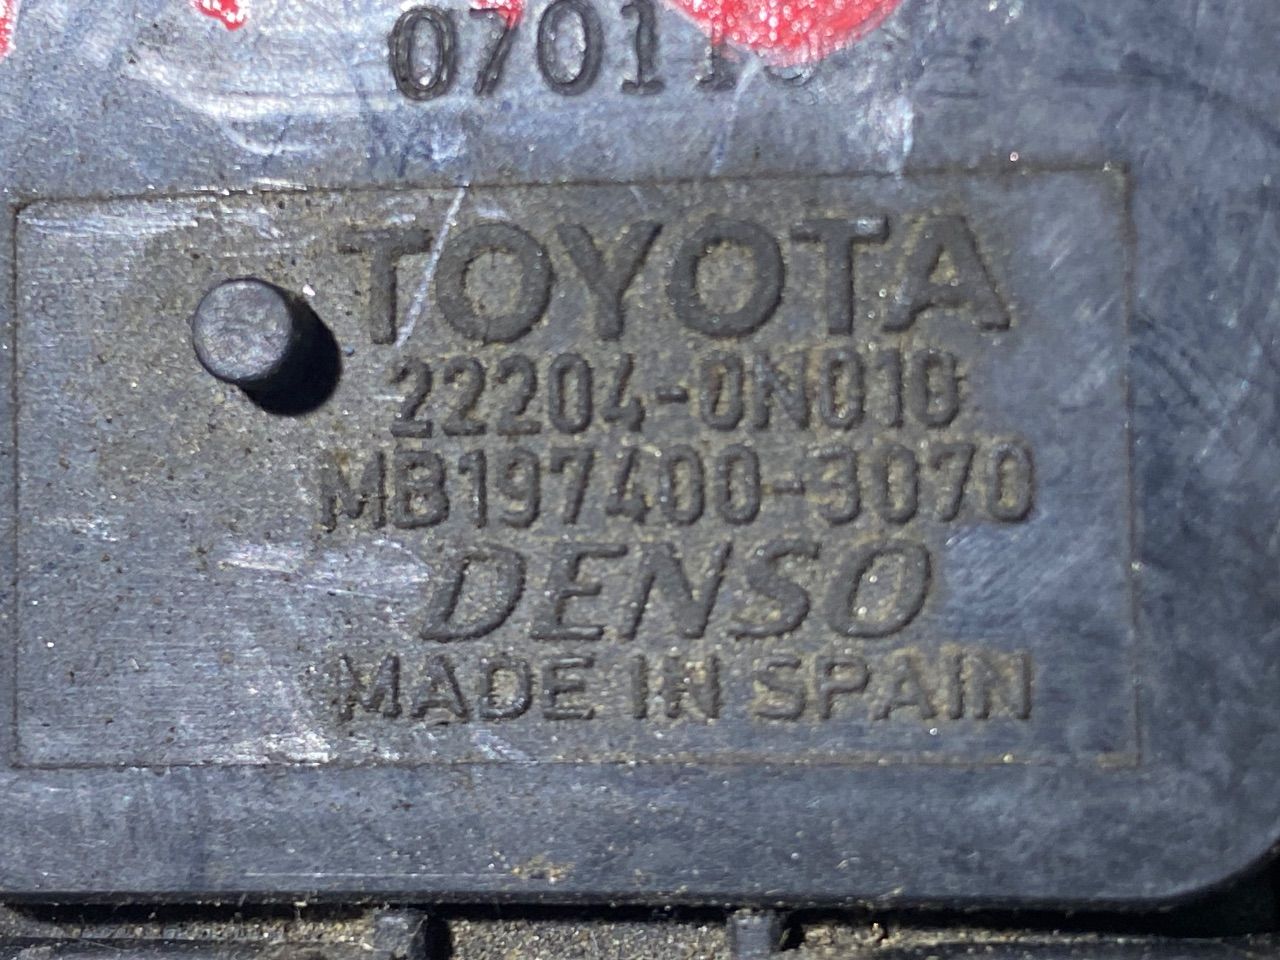 TOYOTA
22204-0N010
MB197400-3070
DENSO
MADE IN SPAIN